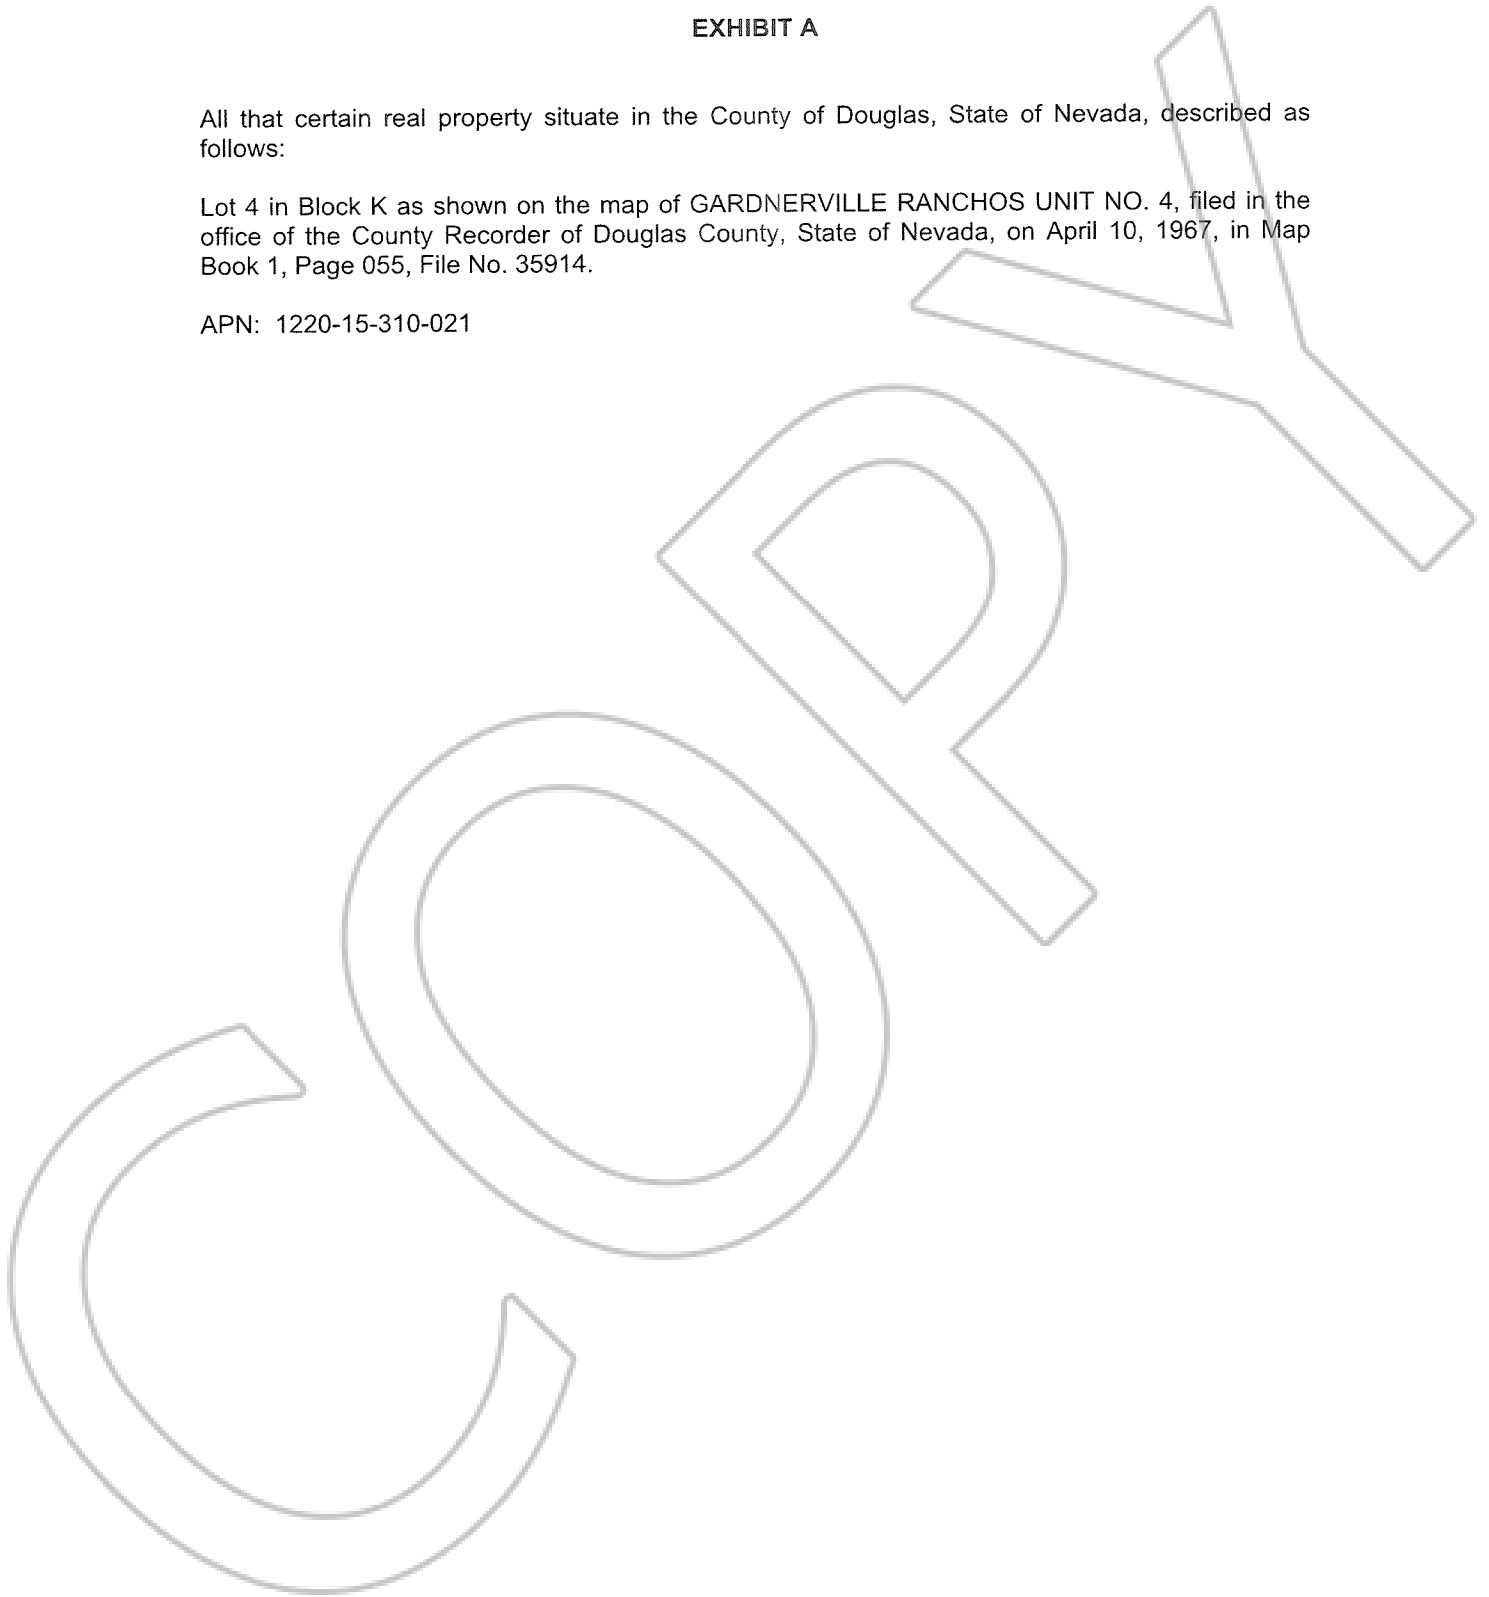 EXHIBIT A
All that certain real property situate in the County of Douglas, State of Nevada, described as
follows:
Lot 4 in Block K as shown on the map of GARDNERVILLE RANCHOS UNIT NO. 4, filed in the
office of the County Recorder of Douglas County, State of Nevada, on April 10, 1967, in Map
Book 1, Page 055, File No. 35914.
APN: 1220-15-310-021
COPY